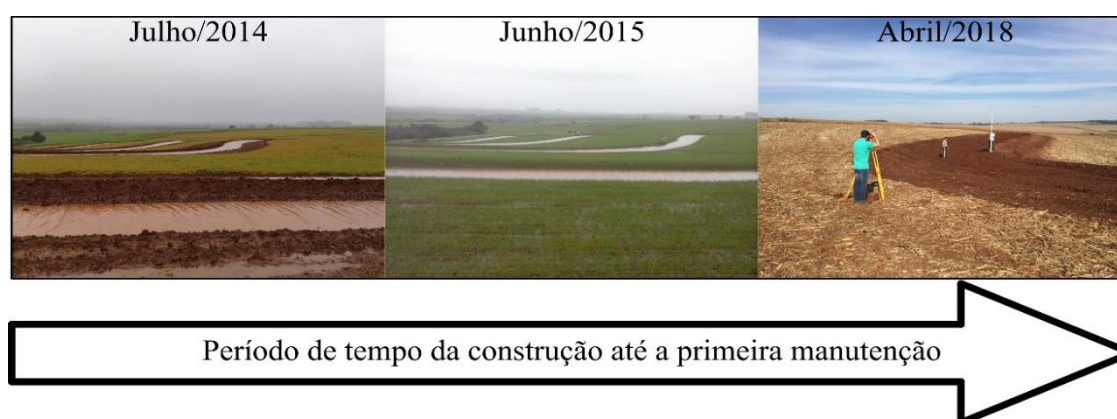 Julho/2014
Junho/2015
Abril/2018
Período de tempo da construção até a primeira manutenção